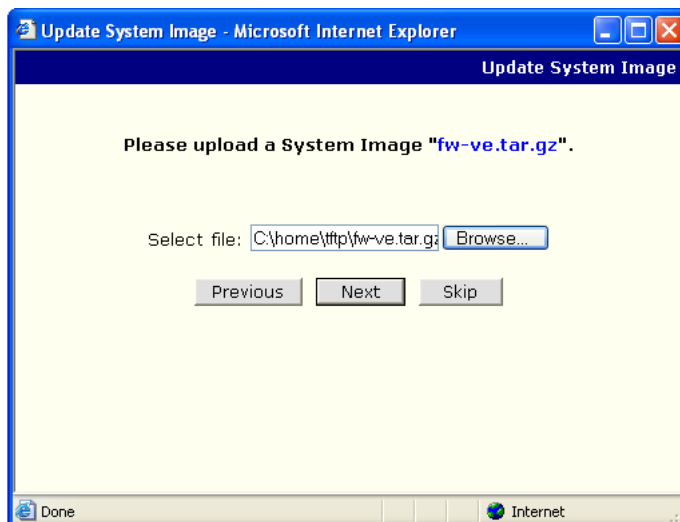 Update System Image - Microsoft Internet Explorer
Update System Image
Please upload a System Image "fw-ve.tar.gz".
Select file: C:\home\tftp\fw-ve.tar.gz Browse...
Previous Next Skip
Done Internet